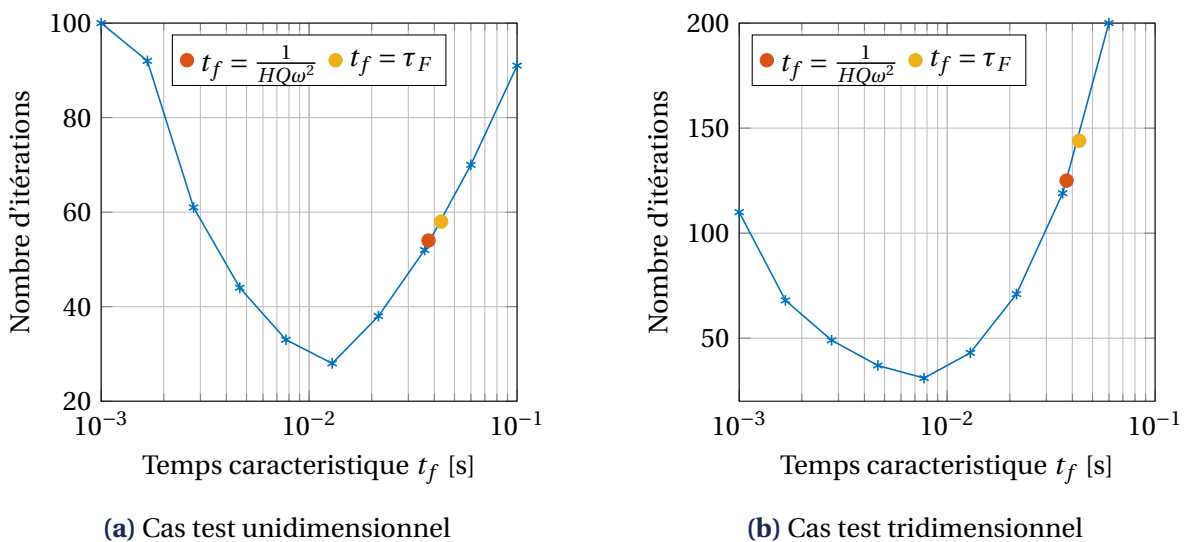 100
80
60
40
20
10⁻³
10⁻²
10⁻¹
Nombre d'itérations
Temps caracteristique t_f [s]
t_f = 1/(HQω²) t_f = τ_F
(a) Cas test unidimensionnel
200
150
100
50
10⁻³
10⁻²
10⁻¹
Nombre d'itérations
Temps caracteristique t_f [s]
t_f = 1/(HQω²) t_f = τ_F
(b) Cas test tridimensionnel